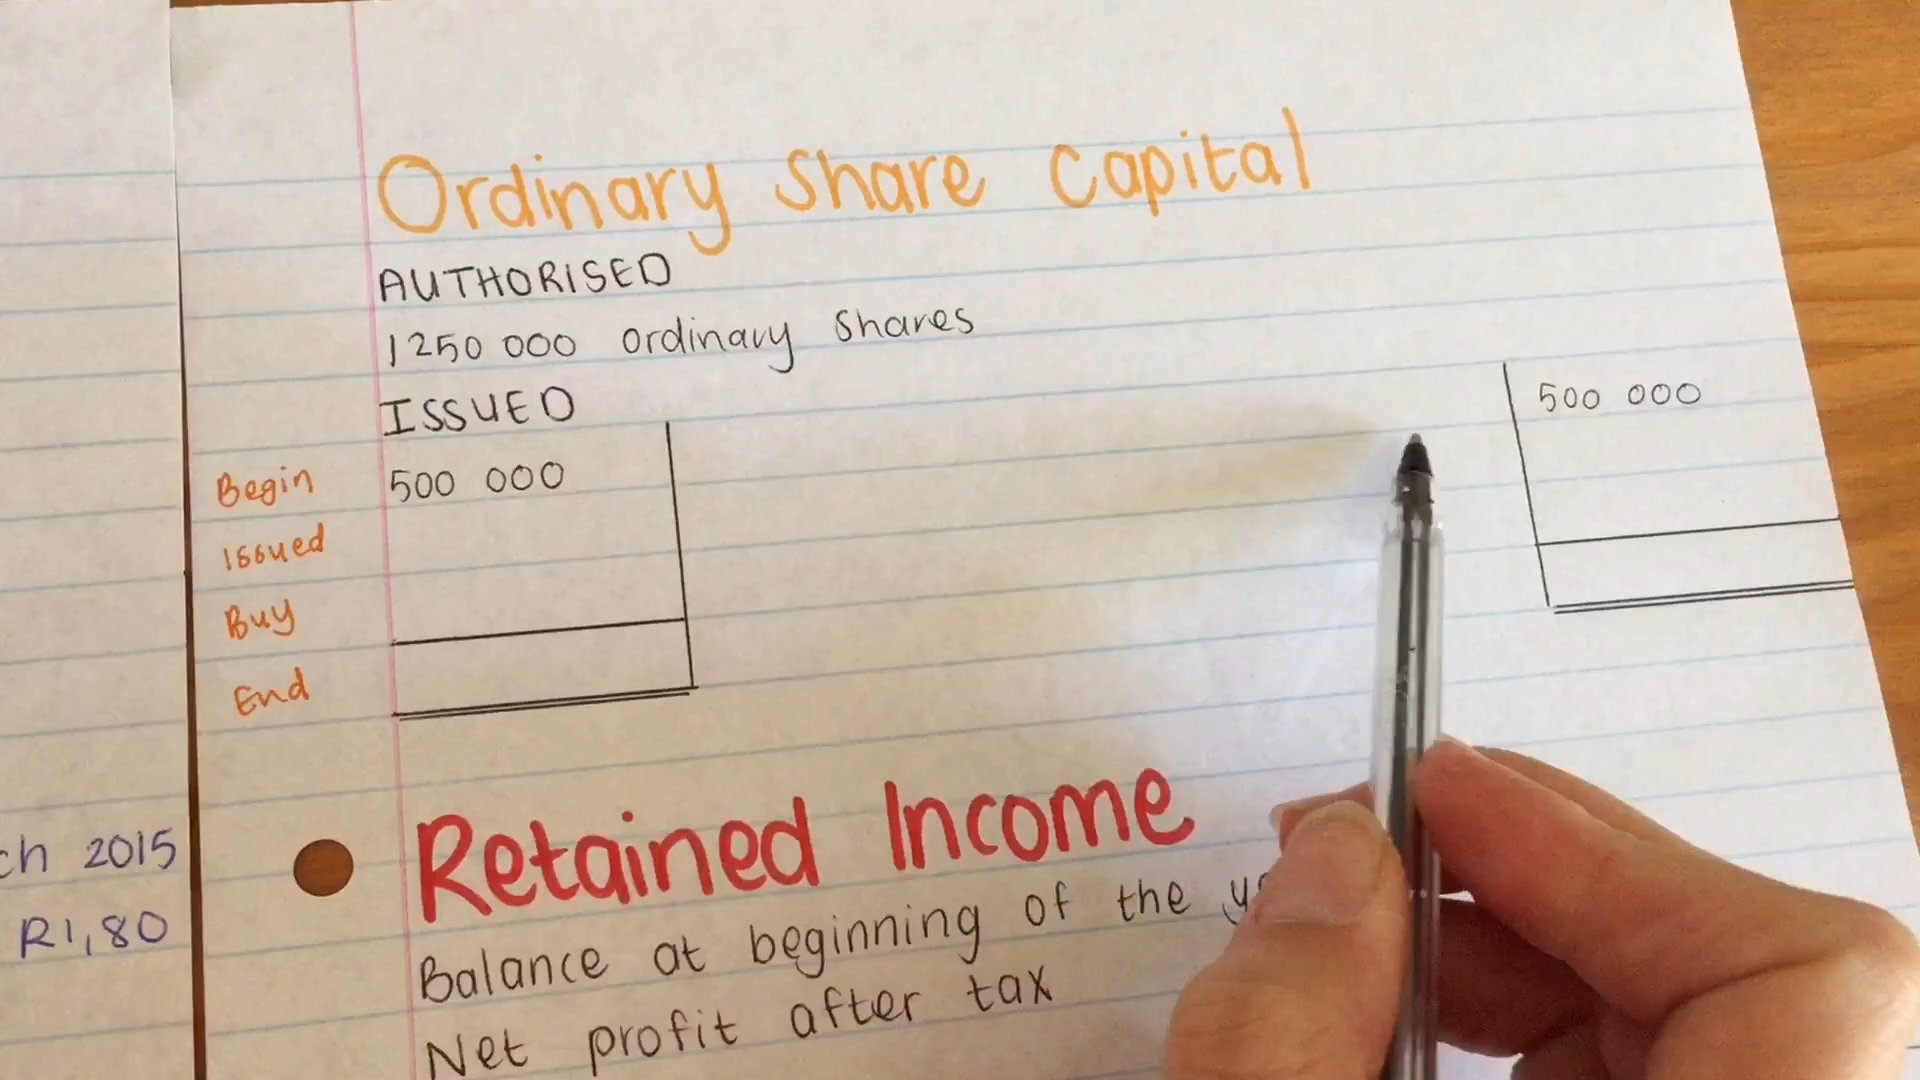 Ordinary Share Capital
AUTHORISED
1250 000 ordinary shares
ISSUED
500 000
Begin 500 000
Issued
Buy
End
Retained Income
Balance at beginning of the
Net profit after tax
2015
R1,80